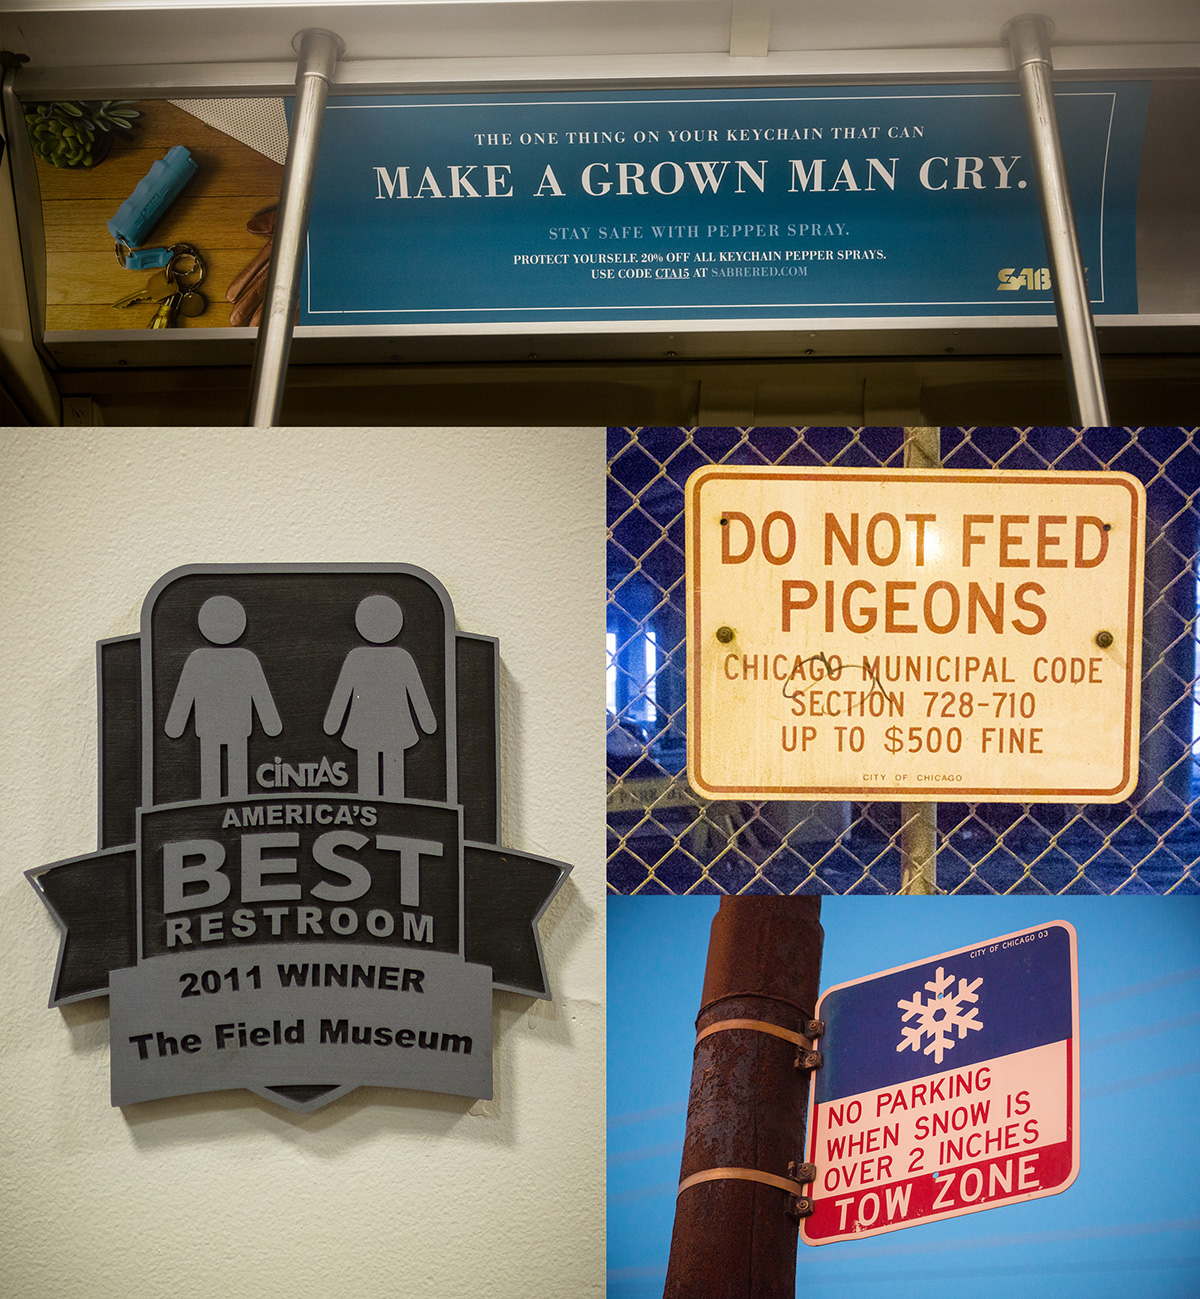 THE ONE THING ON YOUR KEYCHAIN THAT CAN
MAKE A GROWN MAN CRY.
STAY SAFE WITH PEPPER SPRAY.
PROTECT YOURSELF. 20% OFF ALL KEYCHAIN PEPPER SPRAYS.
USE CODE CTA15 AT SABRERED.COM
CINTAS
AMERICA'S
BEST
RESTROOM
2011 WINNER
The Field Museum
DO NOT FEED
PIGEONS
CHICAGO MUNICIPAL CODE
SECTION 728-710
UP TO $500 FINE
CITY OF CHICAGO
CITY OF CHICAGO 03
NO PARKING
WHEN SNOW IS
OVER 2 INCHES
TOW ZONE